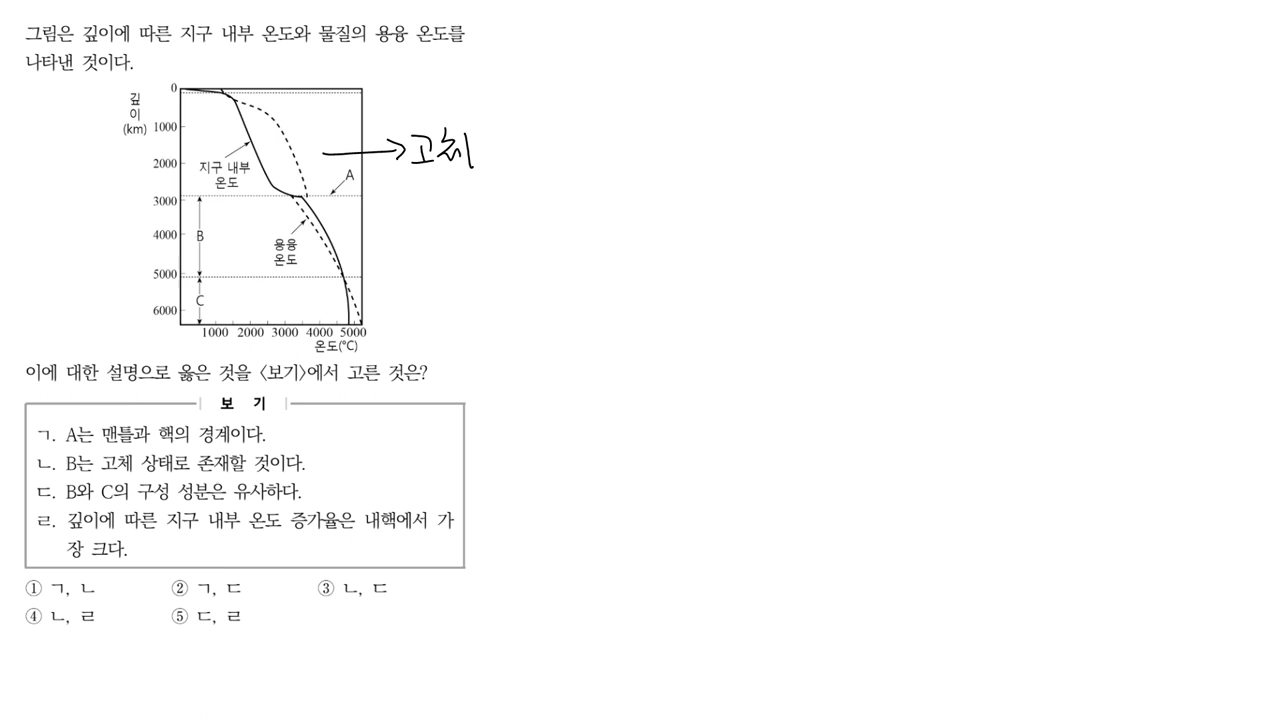 그림은 깊이에 따른 지구 내부 온도와 물질의 용융 온도를
나타낸 것이다.
깊
이
(km)
0
1000
2000
3000
4000
5000
6000
지구 내부
온도
고체
A
B
용융
온도
C
1000 2000 3000 4000 5000
온도(℃)
이에 대한 설명으로 옳은 것을 〈보기〉에서 고른 것은?
보 기
ㄱ. A는 맨틀과 핵의 경계이다.
ㄴ. B는 고체 상태로 존재할 것이다.
ㄷ. B와 C의 구성 성분은 유사하다.
ㄹ. 깊이에 따른 지구 내부 온도 증가율은 내핵에서 가
장 크다.
① ㄱ, ㄴ ② ㄱ, ㄷ ③ ㄴ, ㄷ
④ ㄴ, ㄹ ⑤ ㄷ, ㄹ